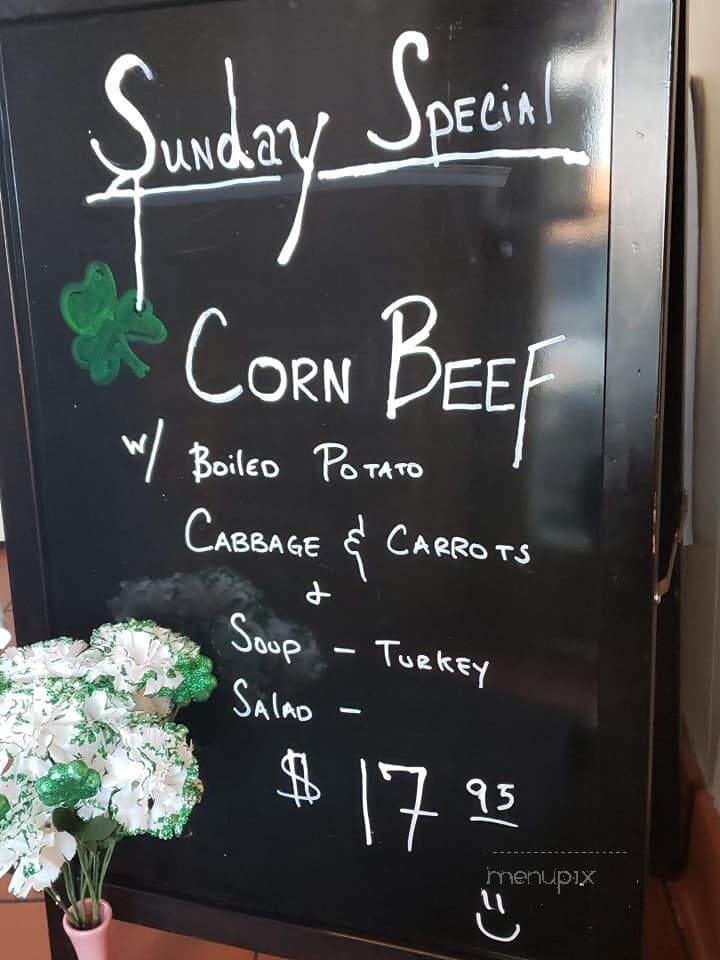 Sunday Special
Corn Beef
w/ Boiled Potato
Cabbage & Carrots
&
Soup - Turkey
Salad -
$ 17 95
menupix